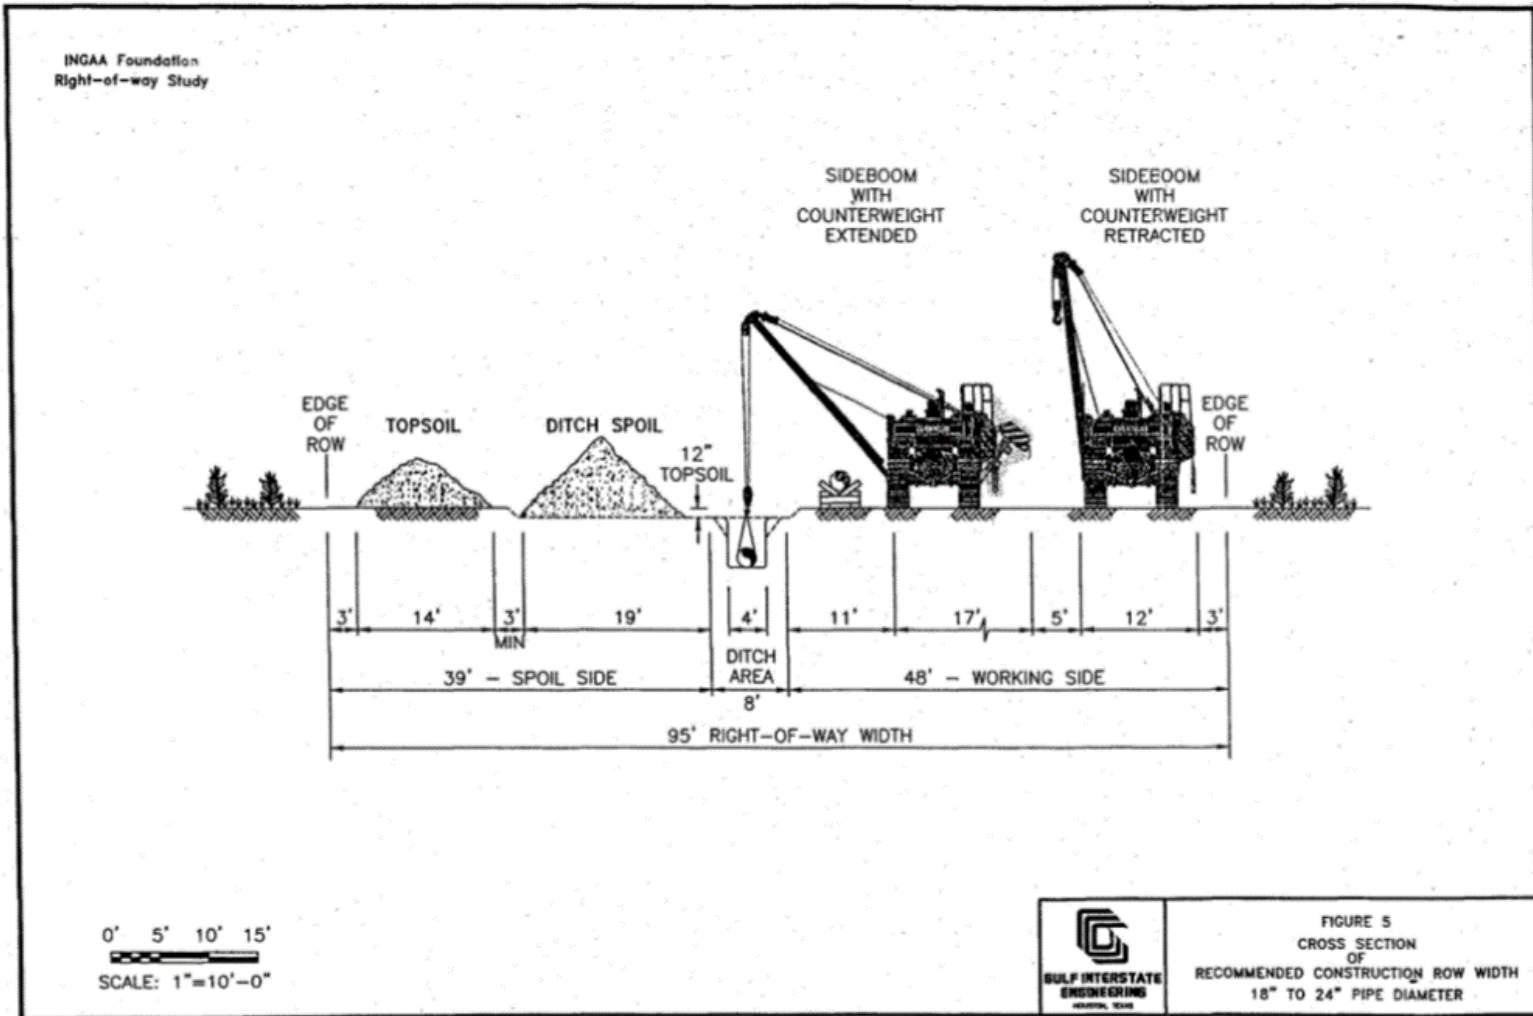 INGAA Foundation
Right-of-way Study
SIDEBOOM
WITH
COUNTERWEIGHT
EXTENDED
SIDEBOOM
WITH
COUNTERWEIGHT
RETRACTED
EDGE
OF
ROW
TOPSOIL
DITCH SPOIL
12"
TOPSOIL
EDGE
OF
ROW
3' 14' 3' 19' 4' 11' 17' 5' 12' 3'
MIN
39' - SPOIL SIDE
DITCH
AREA
8'
48' - WORKING SIDE
95' RIGHT-OF-WAY WIDTH
0' 5' 10' 15'
SCALE: 1"=10'-0"
GULF INTERSTATE
ENGINEERING
HOUSTON, TEXAS
FIGURE 5
CROSS SECTION
OF
RECOMMENDED CONSTRUCTION ROW WIDTH
18" TO 24" PIPE DIAMETER